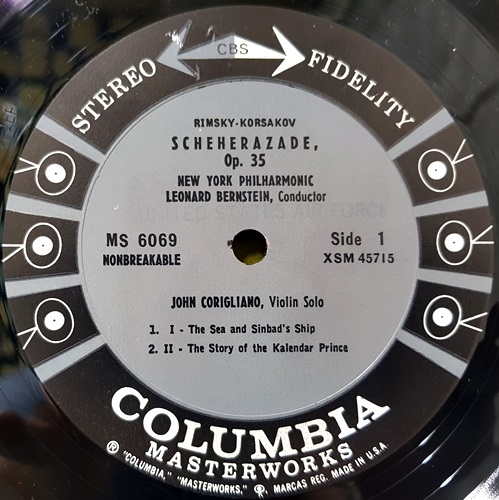 CBS
STEREO FIDELITY
RIMSKY-KORSAKOV
SCHEHERAZADE,
Op. 35
NEW YORK PHILHARMONIC
LEONARD BERNSTEIN, Conductor
UNITED STATES AIR FORCE
MS 6069 Side 1
NONBREAKABLE XSM 45715
JOHN CORIGLIANO, Violin Solo
1. I - The Sea and Sinbad's Ship
2. II - The Story of the Kalendar Prince
COLUMBIA
MASTERWORKS
® "COLUMBIA," "MASTERWORKS," MARCAS REG. MADE IN U.S.A.